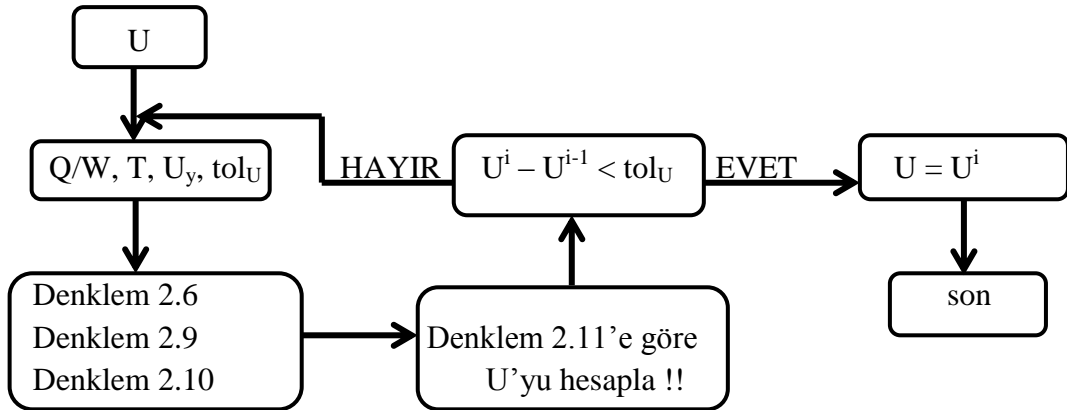 U
Q/W, T, U_y, tol_U
Denklem 2.6
Denklem 2.9
Denklem 2.10
Denklem 2.11’e göre
U’yu hesapla !!
U^i – U^{i-1} < tol_U
HAYIR
EVET
U = U^i
son